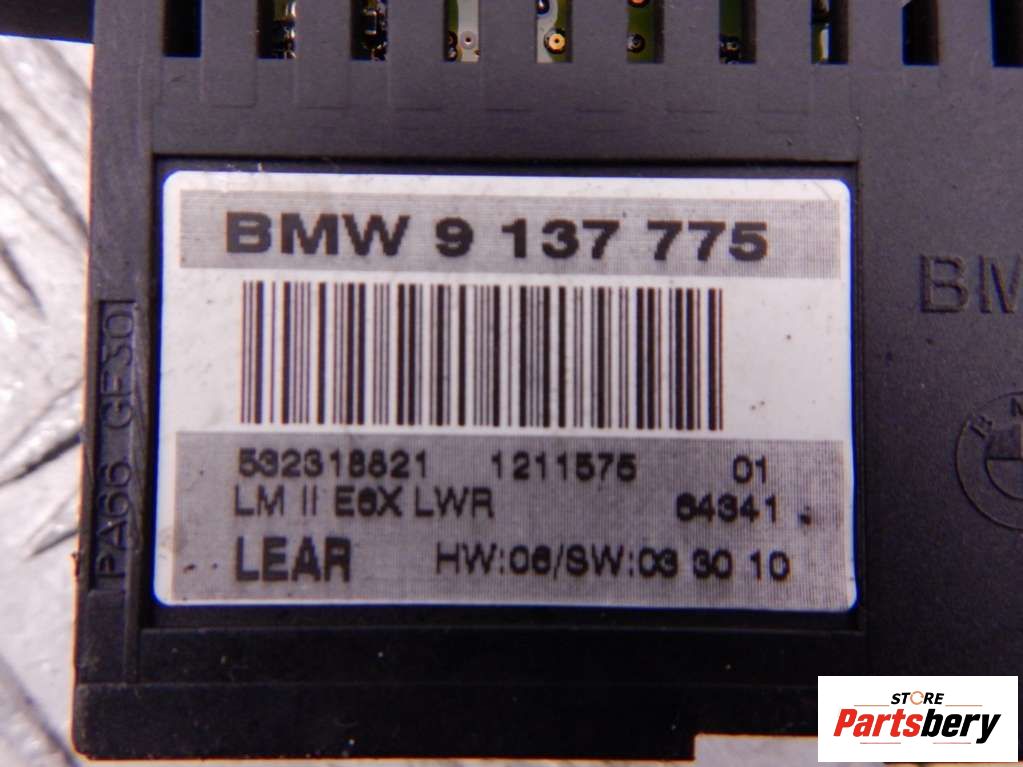 BMW 9 137 775
532318821 1211575 01
LM II E6X LWR 64341
LEAR HW:06/SW:03 30 10
PA66 GF30
BM
STORE
Partsbery